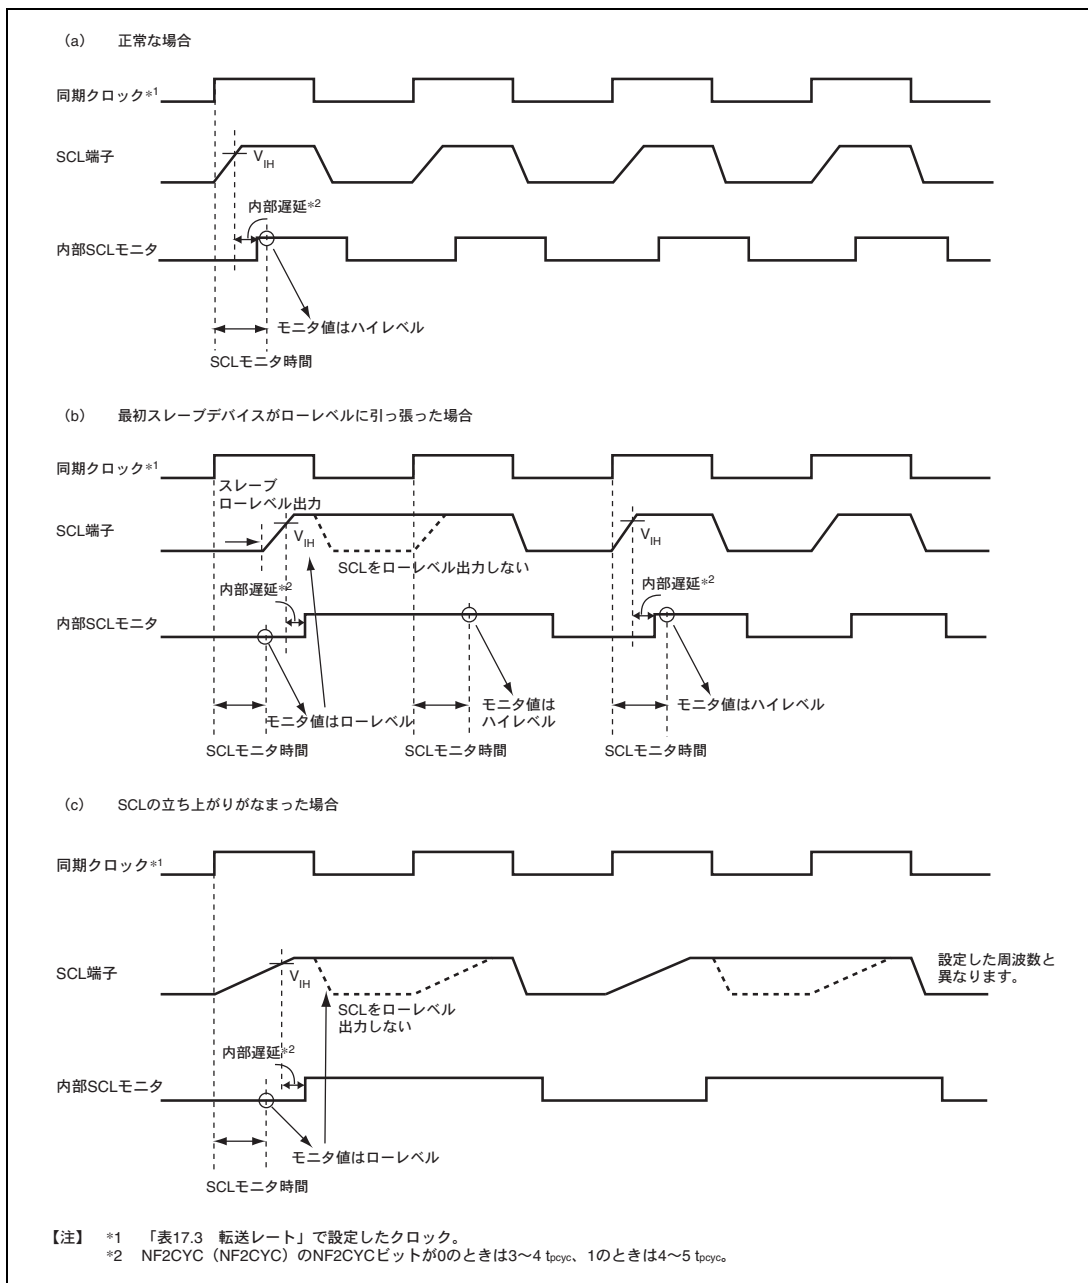 (a) 正常な場合
同期クロック*1
SCL端子
VIH
内部遅延*2
内部SCLモニタ
モニタ値はハイレベル
SCLモニタ時間
(b) 最初スレーブデバイスがローレベルに引っ張った場合
同期クロック*1
スレーブ
ローレベル出力
SCL端子
VIH
VIH
SCLをローレベル出力しない
内部遅延*2
内部遅延*2
内部SCLモニタ
モニタ値はローレベル
モニタ値は
ハイレベル
モニタ値はハイレベル
SCLモニタ時間
SCLモニタ時間
SCLモニタ時間
(c) SCLの立ち上がりがなまった場合
同期クロック*1
SCL端子
VIH
設定した周波数と
異なります。
SCLをローレベル
出力しない
内部遅延*2
内部SCLモニタ
モニタ値はローレベル
SCLモニタ時間
【注】 *1 「表17.3 転送レート」で設定したクロック。
*2 NF2CYC（NF2CYC）のNF2CYCビットが0のときは3～4 tpcyc、1のときは4～5 tpcyc。